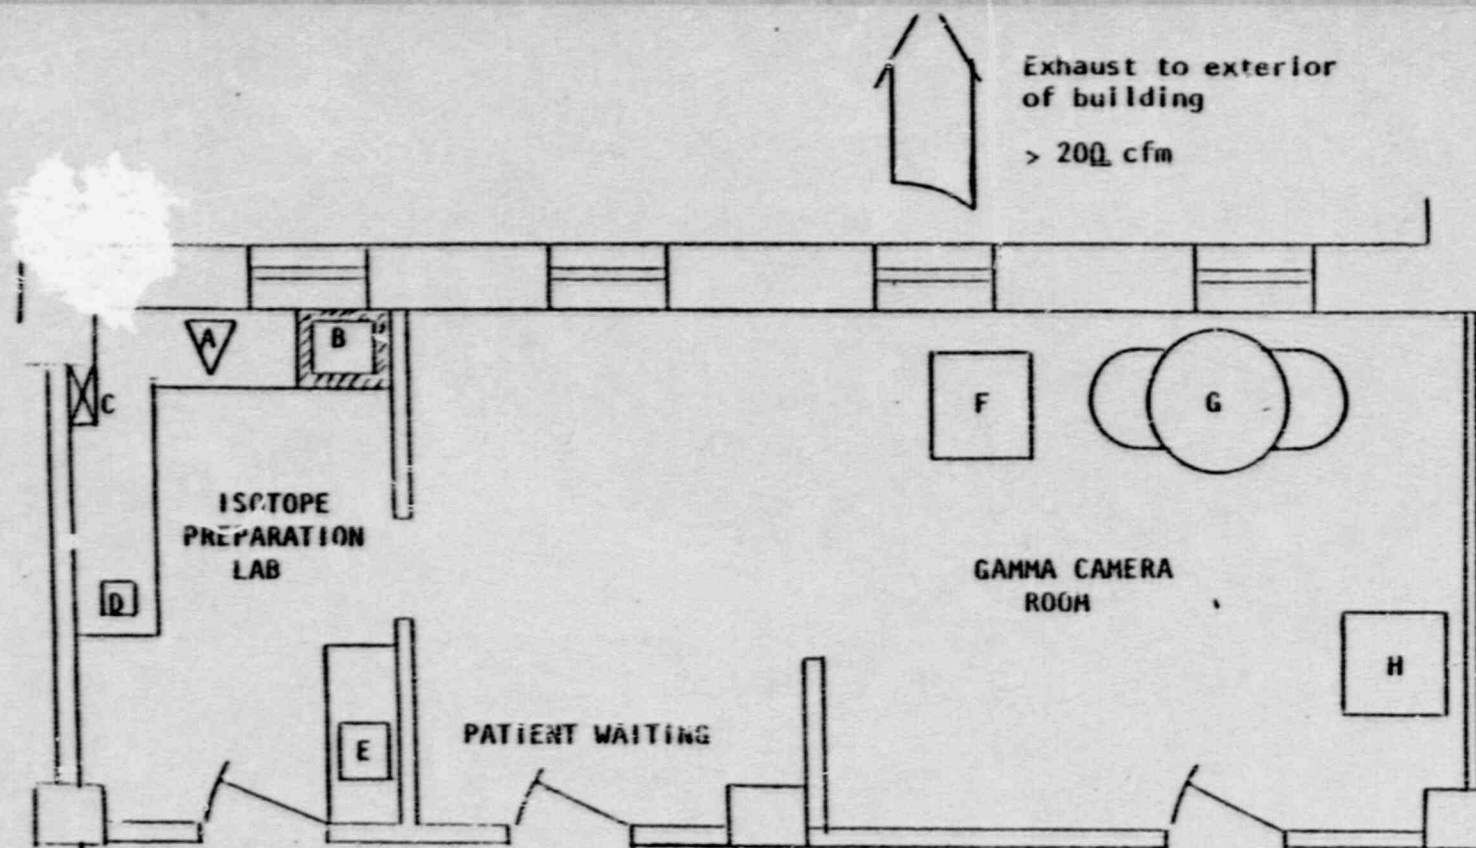 Exhaust to exterior
of building
> 200 cfm
A
B
C
D
E
F
G
H
ISOTOPE
PREPARATION
LAB
GAMMA CAMERA
ROOM
PATIENT WAITING